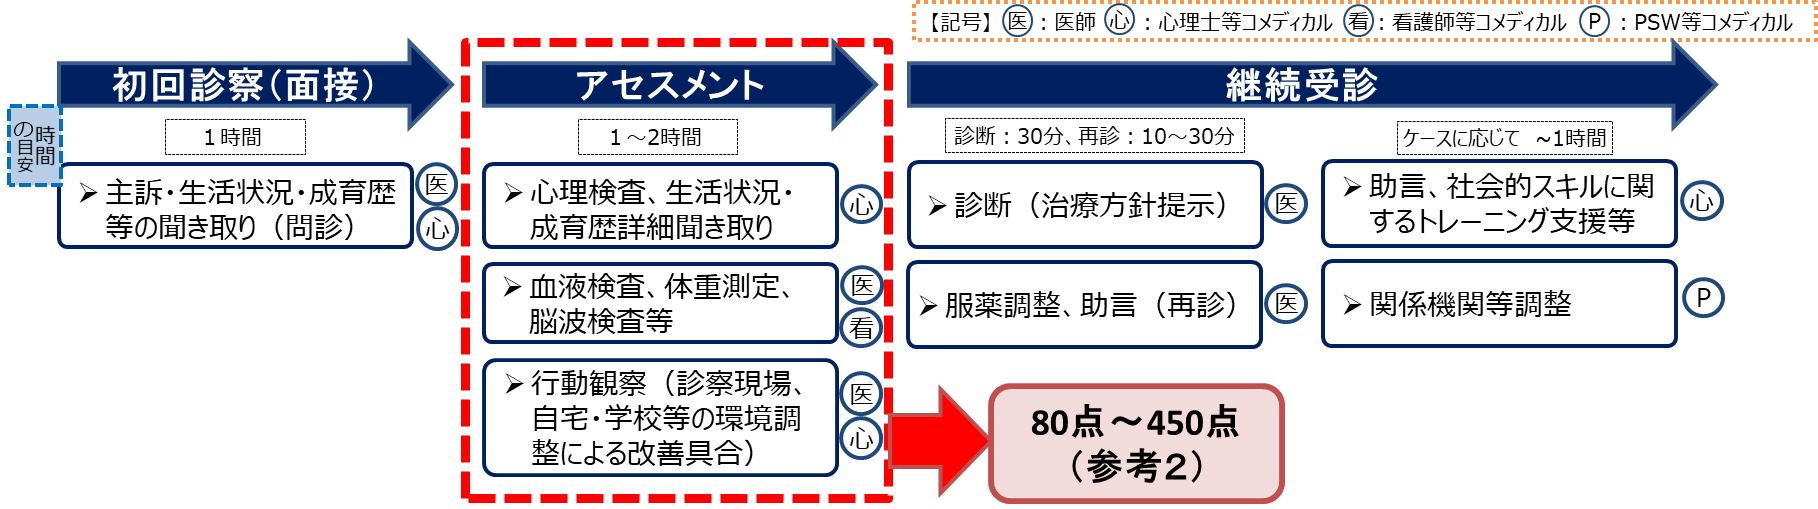 【記号】 医：医師 心：心理士等コメディカル 看：看護師等コメディカル P：PSW等コメディカル
初回診察（面接）
アセスメント
継続受診
時間の目安
１時間
１～2時間
診断：30分、再診：10～30分
ケースに応じて ~1時間
➢ 主訴・生活状況・成育歴
等の聞き取り（問診）
医
心
➢ 心理検査、生活状況・
成育歴詳細聞き取り
心
➢ 血液検査、体重測定、
脳波検査等
医
看
➢ 行動観察（診察現場、
自宅・学校等の環境調
整による改善具合）
医
心
➢ 診断（治療方針提示）
医
➢ 服薬調整、助言（再診）
医
➢ 助言、社会的スキルに関
するトレーニング支援等
心
➢ 関係機関等調整
P
80点～450点
（参考２）